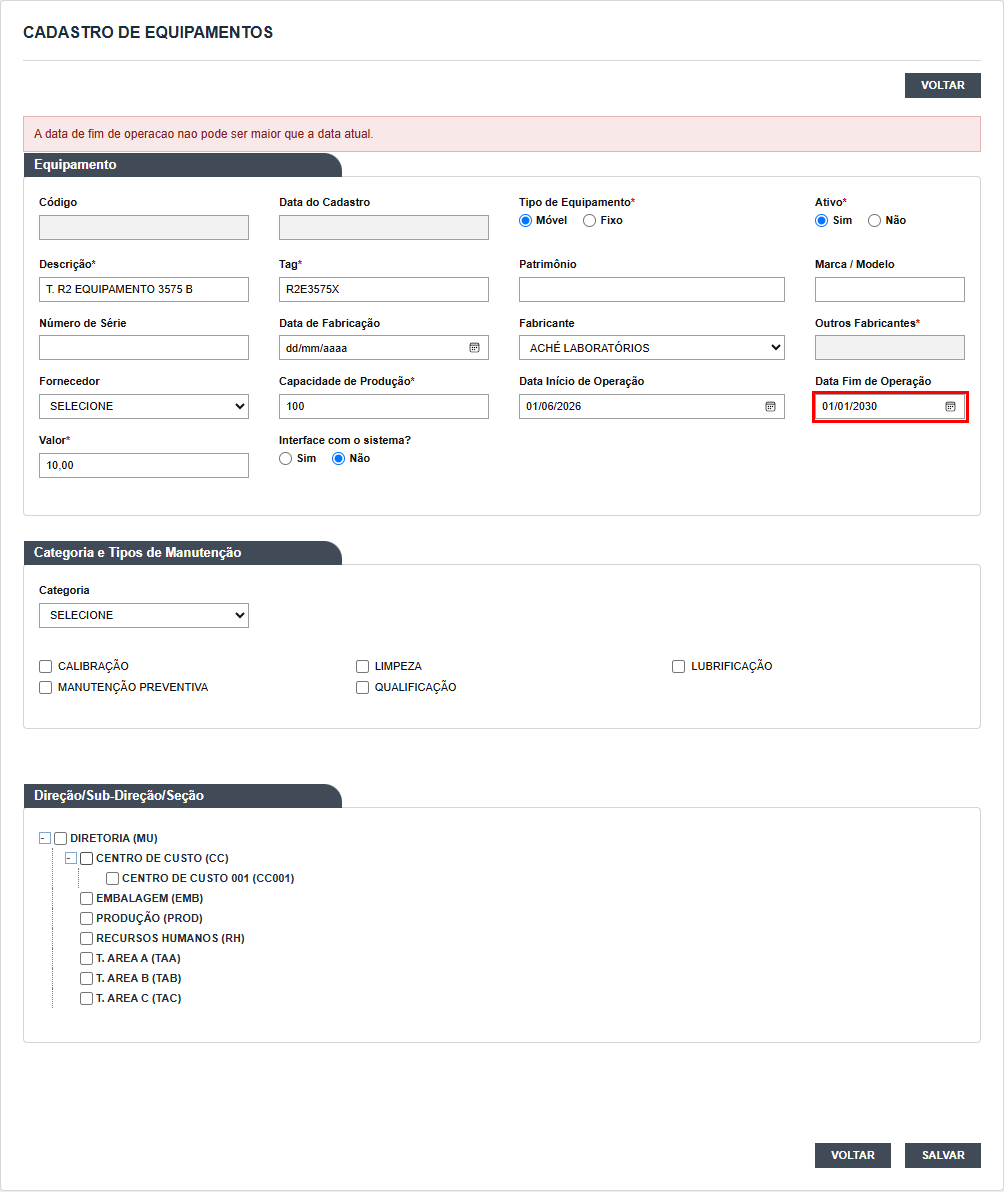 CADASTRO DE EQUIPAMENTOS
VOLTAR
A data de fim de operacao nao pode ser maior que a data atual.
Equipamento
Código Data do Cadastro Tipo de Equipamento* Ativo*
Móvel Fixo Sim Não
Descrição* Tag* Patrimônio Marca / Modelo
T. R2 EQUIPAMENTO 3575 B R2E3575X
Número de Série Data de Fabricação Fabricante Outros Fabricantes*
dd/mm/aaaa ACHÉ LABORATÓRIOS
Fornecedor Capacidade de Produção* Data Início de Operação Data Fim de Operação
SELECIONE 100 01/06/2026 01/01/2030
Valor* Interface com o sistema?
10,00 Sim Não
Categoria e Tipos de Manutenção
Categoria
SELECIONE
CALIBRAÇÃO LIMPEZA LUBRIFICAÇÃO
MANUTENÇÃO PREVENTIVA QUALIFICAÇÃO
Direção/Sub-Direção/Seção
DIRETORIA (MU)
CENTRO DE CUSTO (CC)
CENTRO DE CUSTO 001 (CC001)
EMBALAGEM (EMB)
PRODUÇÃO (PROD)
RECURSOS HUMANOS (RH)
T. AREA A (TAA)
T. AREA B (TAB)
T. AREA C (TAC)
VOLTAR SALVAR